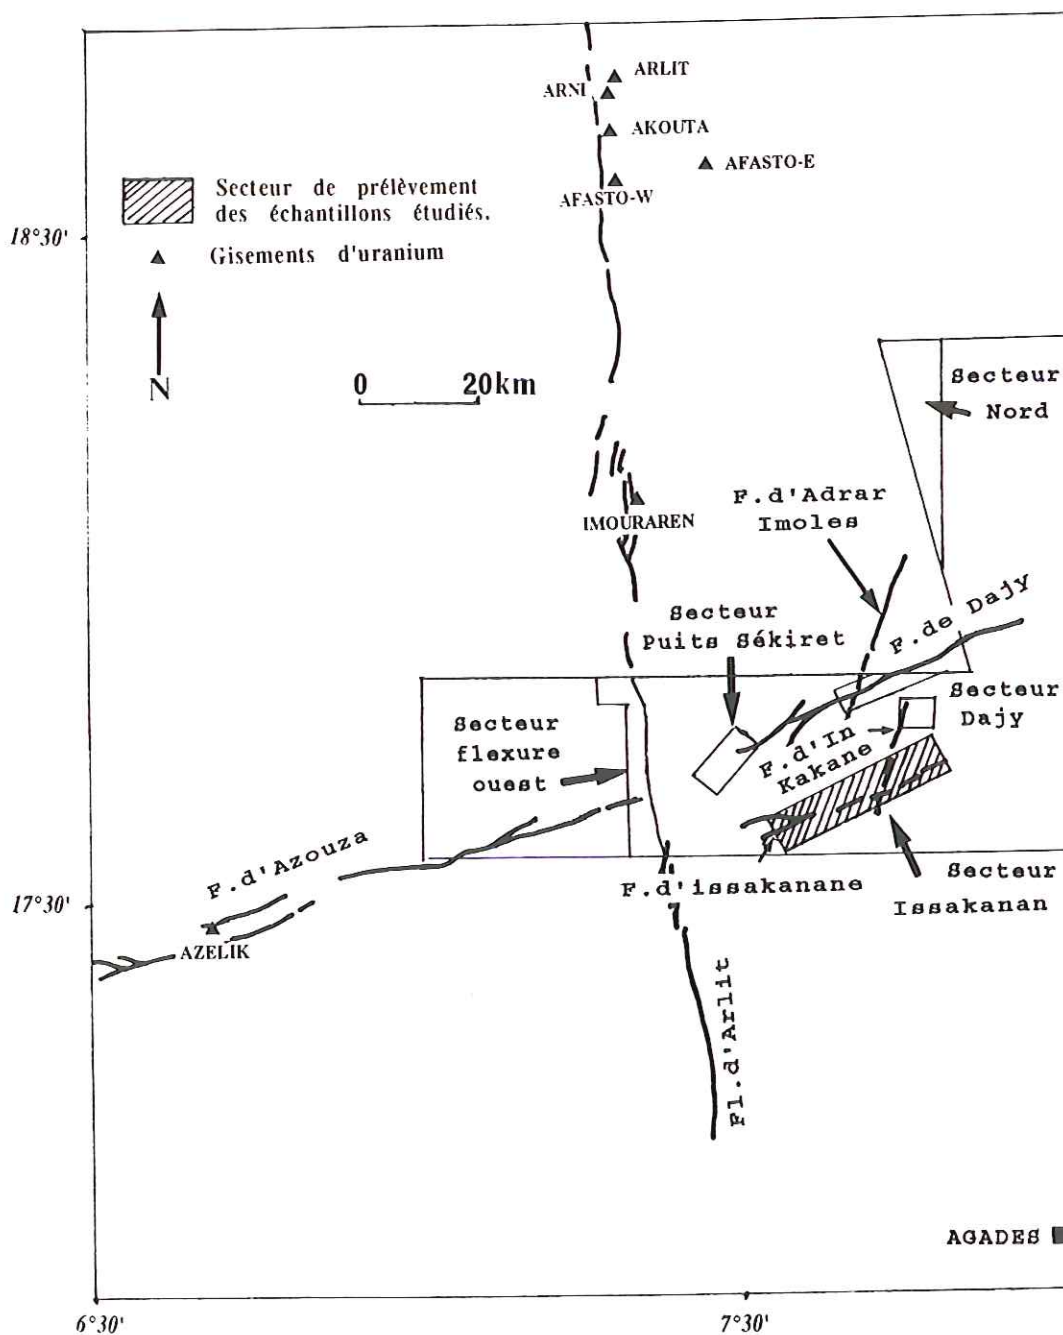 ARLIT
ARNI
AKOUTA
AFASTO-E
AFASTO-W
Secteur de prélèvement
des échantillons étudiés.
18°30'
Gisements d'uranium
N
0 20km
Secteur
Nord
F.d'Adrar
Imoles
IMOURAREN
Secteur
Puits Sékiret
F.de Dajy
Secteur
Dajy
Secteur
flexure
ouest
F.d'In
Kakane
F.d'Azouza
F.d'issakanane
Secteur
Issakanan
17°30'
AZELIK
Fl.d'Arlit
AGADES
6°30'
7°30'